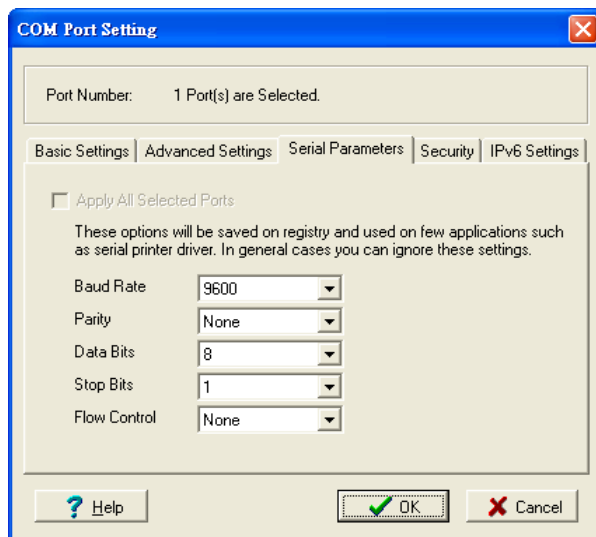 COM Port Setting
Port Number: 1 Port(s) are Selected.
Basic Settings Advanced Settings Serial Parameters Security IPv6 Settings
Apply All Selected Ports
These options will be saved on registry and used on few applications such
as serial printer driver. In general cases you can ignore these settings.
Baud Rate 9600
Parity None
Data Bits 8
Stop Bits 1
Flow Control None
? Help OK Cancel